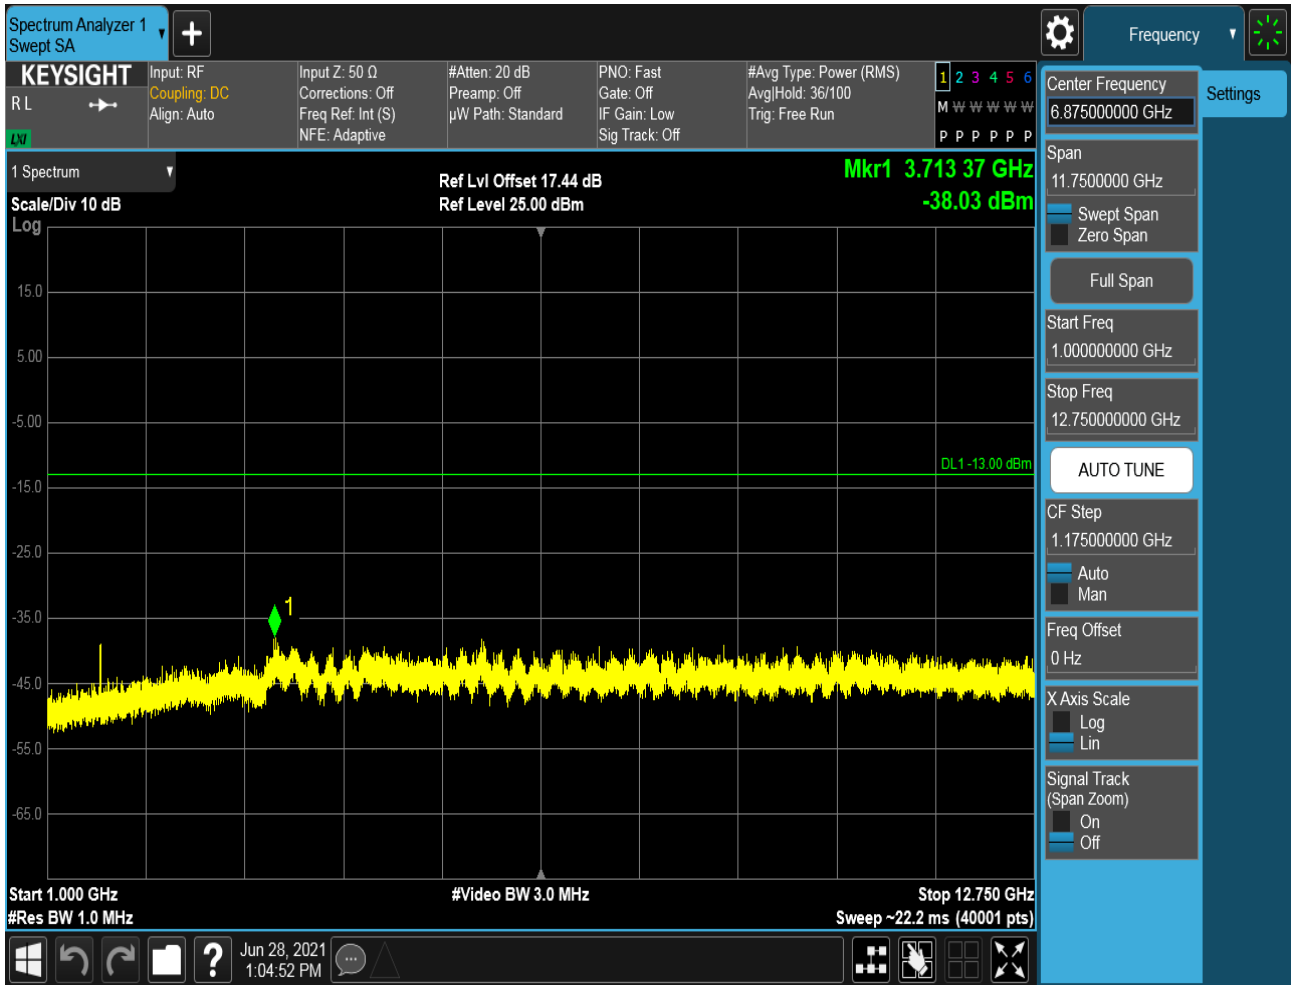 Spectrum Analyzer 1
Swept SA
Frequency
KEYSIGHT
R L
LXI
Input: RF
Coupling: DC
Align: Auto
Input Z: 50 Ω
Corrections: Off
Freq Ref: Int (S)
NFE: Adaptive
#Atten: 20 dB
Preamp: Off
µW Path: Standard
PNO: Fast
Gate: Off
IF Gain: Low
Sig Track: Off
#Avg Type: Power (RMS)
Avg|Hold: 36/100
Trig: Free Run
1 2 3 4 5 6
M W W W W W
P P P P P P
1 Spectrum
Scale/Div 10 dB
Log
Ref Lvl Offset 17.44 dB
Ref Level 25.00 dBm
Mkr1 3.713 37 GHz
-38.03 dBm
15.0
5.00
-5.00
DL1 -13.00 dBm
-15.0
-25.0
1
-35.0
-45.0
-55.0
-65.0
Start 1.000 GHz
#Res BW 1.0 MHz
#Video BW 3.0 MHz
Stop 12.750 GHz
Sweep ~22.2 ms (40001 pts)
?
Jun 28, 2021
1:04:52 PM
Center Frequency
6.875000000 GHz
Settings
Span
11.7500000 GHz
Swept Span
Zero Span
Full Span
Start Freq
1.000000000 GHz
Stop Freq
12.750000000 GHz
AUTO TUNE
CF Step
1.175000000 GHz
Auto
Man
Freq Offset
0 Hz
X Axis Scale
Log
Lin
Signal Track
(Span Zoom)
On
Off